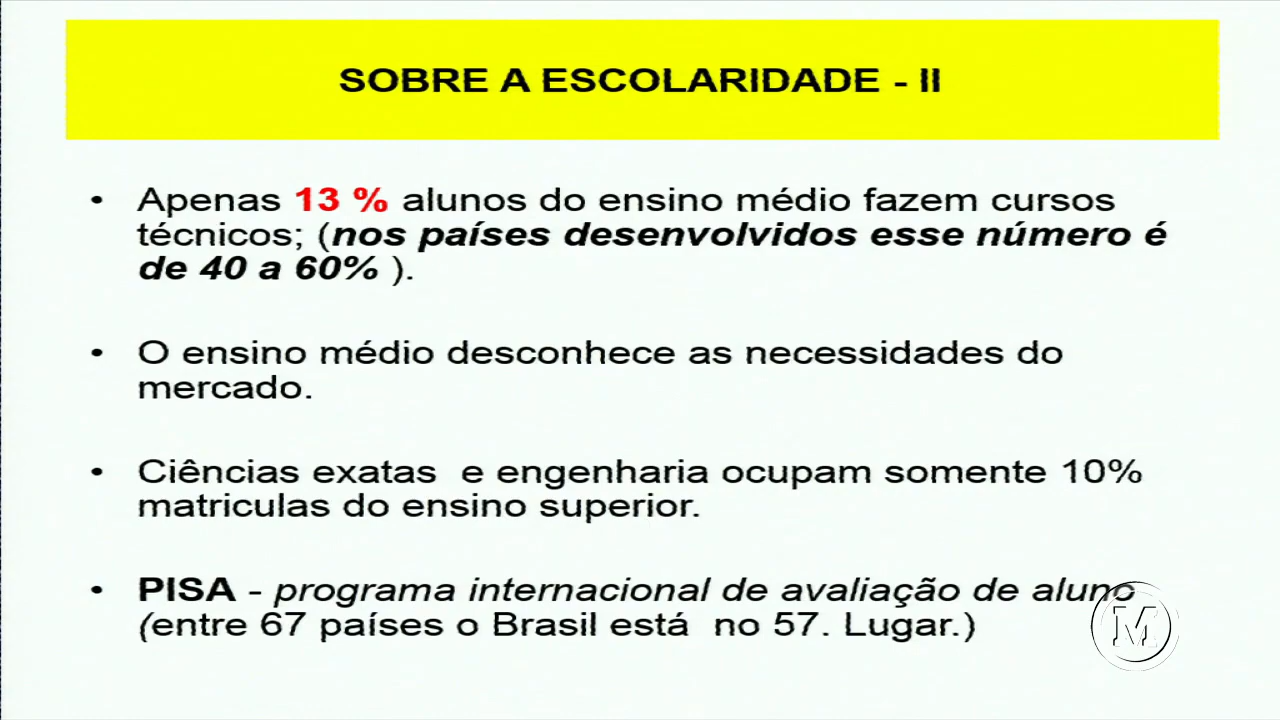 SOBRE A ESCOLARIDADE - II
• Apenas 13 % alunos do ensino médio fazem cursos
técnicos; (nos países desenvolvidos esse número é
de 40 a 60% ).
• O ensino médio desconhece as necessidades do
mercado.
• Ciências exatas e engenharia ocupam somente 10%
matriculas do ensino superior.
• PISA - programa internacional de avaliação de aluno
(entre 67 países o Brasil está no 57. Lugar.)
M